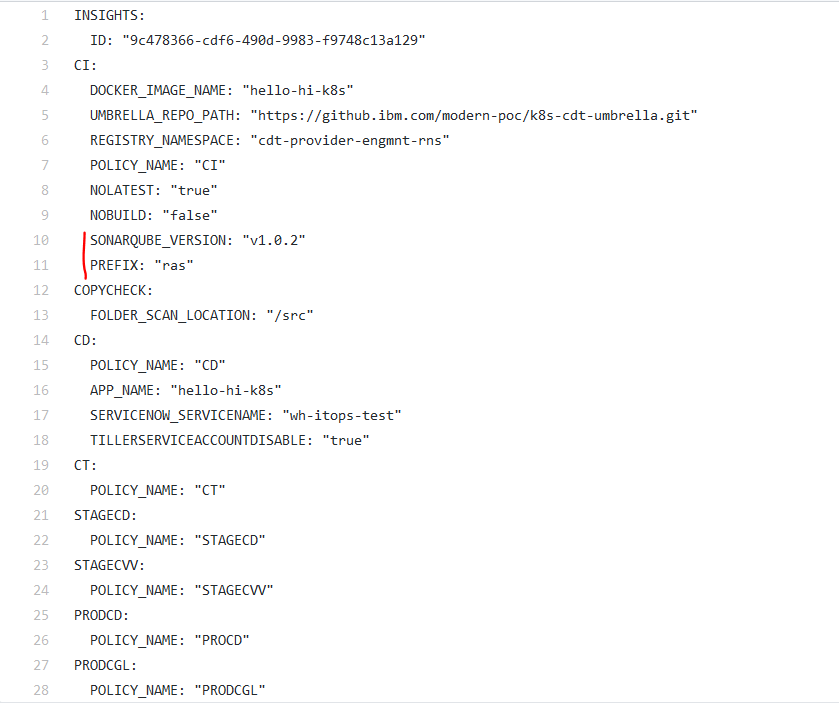 1 INSIGHTS:
2 ID: "9c478366-cdf6-490d-9983-f9748c13a129"
3 CI:
4 DOCKER_IMAGE_NAME: "hello-hi-k8s"
5 UMBRELLA_REPO_PATH: "https://github.ibm.com/modern-poc/k8s-cdt-umbrella.git"
6 REGISTRY_NAMESPACE: "cdt-provider-engmnt-rns"
7 POLICY_NAME: "CI"
8 NOLATEST: "true"
9 NOBUILD: "false"
10 SONARQUBE_VERSION: "v1.0.2"
11 PREFIX: "ras"
12 COPYCHECK:
13 FOLDER_SCAN_LOCATION: "/src"
14 CD:
15 POLICY_NAME: "CD"
16 APP_NAME: "hello-hi-k8s"
17 SERVICENOW_SERVICENAME: "wh-itops-test"
18 TILLERSERVICEACCOUNTDISABLE: "true"
19 CT:
20 POLICY_NAME: "CT"
21 STAGECD:
22 POLICY_NAME: "STAGECD"
23 STAGECVV:
24 POLICY_NAME: "STAGECVV"
25 PRODCD:
26 POLICY_NAME: "PROCD"
27 PRODCGL:
28 POLICY_NAME: "PRODCGL"